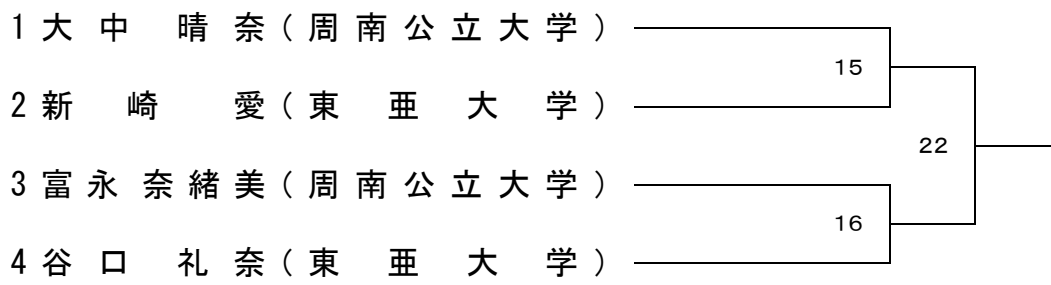 1 大中 晴奈(周南公立大学)
15
2 新崎 愛(東亜大学)
22
3 富永 奈緒美(周南公立大学)
16
4 谷口 礼奈(東亜大学)